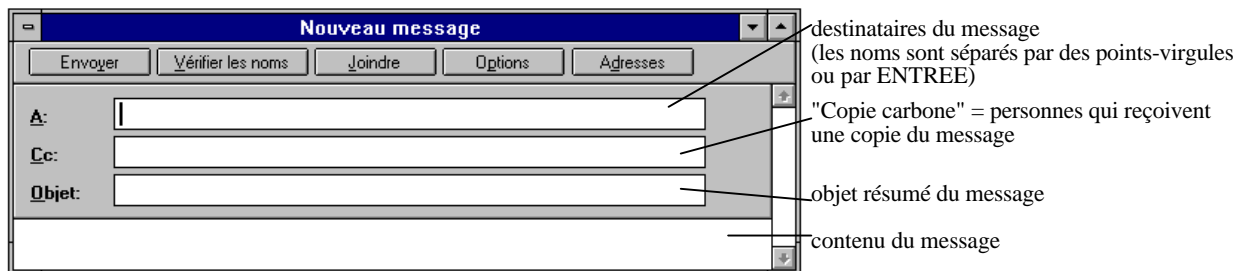 Nouveau message
Envoyer Vérifier les noms Joindre Options Adresses
A:
Cc:
Objet:
destinataires du message
(les noms sont séparés par des points-virgules
ou par ENTREE)
"Copie carbone" = personnes qui reçoivent
une copie du message
objet résumé du message
contenu du message